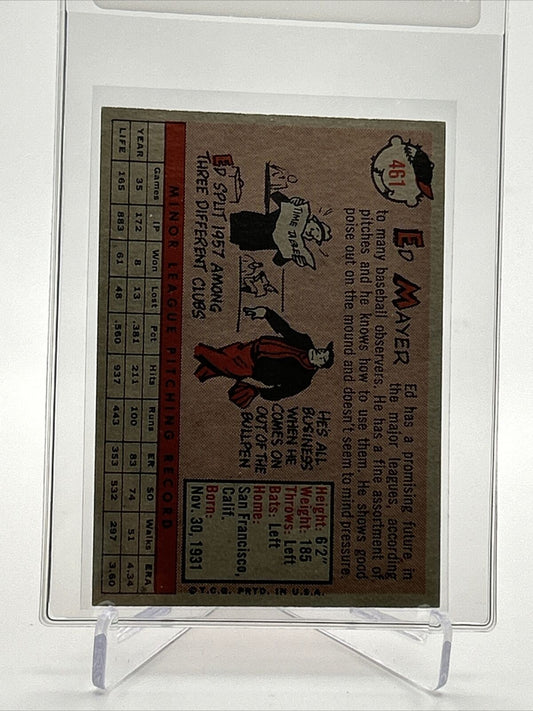 461
ED MAYER
Ed has a promising future in
the major leagues, according
to many baseball observers. He has a fine assortment of
pitches and he knows how to use them. He shows good
poise out on the mound and doesn't seem to mind pressure.
TIME TABLE
ED SPLIT 1957 AMONG
THREE DIFFERENT CLUBS
HE'S ALL
BUSINESS
WHEN HE
COMES ON
OUT OF THE
BULLPEN
Height: 6'2"
Weight: 185
Throws: Left
Bats: Left
Home:
San Francisco,
Calif.
Born:
Nov. 30, 1931
MINOR LEAGUE PITCHING RECORD
Games IP Won Lost Pct Hits Runs ER SO Walks ERA
YEAR 35 172 8 13 .381 211 100 83 74 51 4.34
LIFE 165 883 61 48 .560 937 443 353 532 297 3.60
©T.C.G. PRTD. IN U.S.A.